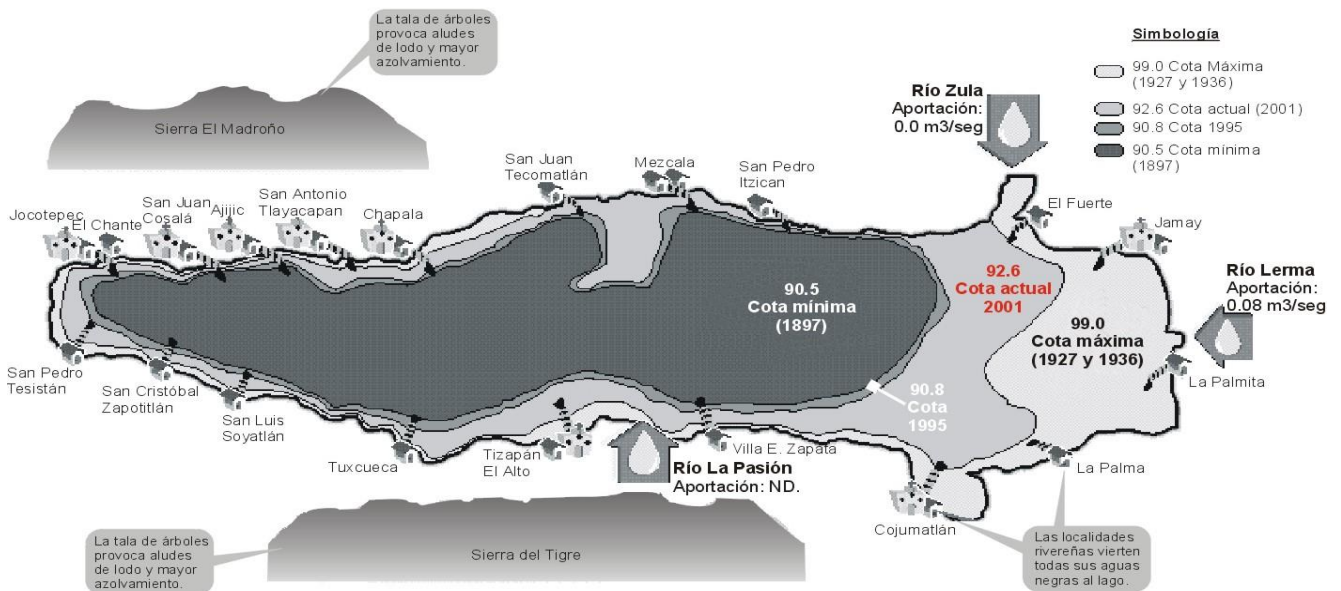 La tala de árboles
provoca aludes
de lodo y mayor
azolvamiento.
Sierra El Madroño
Simbología
99.0 Cota Máxima
(1927 y 1936)
92.6 Cota actual (2001)
90.8 Cota 1995
90.5 Cota mínima
(1897)
Río Zula
Aportación:
0.0 m3/seg
Jocotepec
El Chante
San Juan
Cosalá
Ajijic
San Antonio
Tlayacapan
Chapala
San Juan
Tecomatlán
Mezcala
San Pedro
Itzican
El Fuerte
Jamay
Río Lerma
Aportación:
0.08 m3/seg
90.5
Cota mínima
(1897)
92.6
Cota actual
2001
99.0
Cota máxima
(1927 y 1936)
90.8
Cota
1995
San Pedro
Tesistán
San Cristóbal
Zapotitlán
San Luis
Soyatlán
Tuxcueca
Tizapán
El Alto
Río La Pasión
Aportación: ND.
Villa E. Zapata
Cojumatlán
La Palma
La Palmita
La tala de árboles
provoca aludes
de lodo y mayor
azolvamiento.
Sierra del Tigre
Las localidades
rivereñas vierten
todas sus aguas
negras al lago.